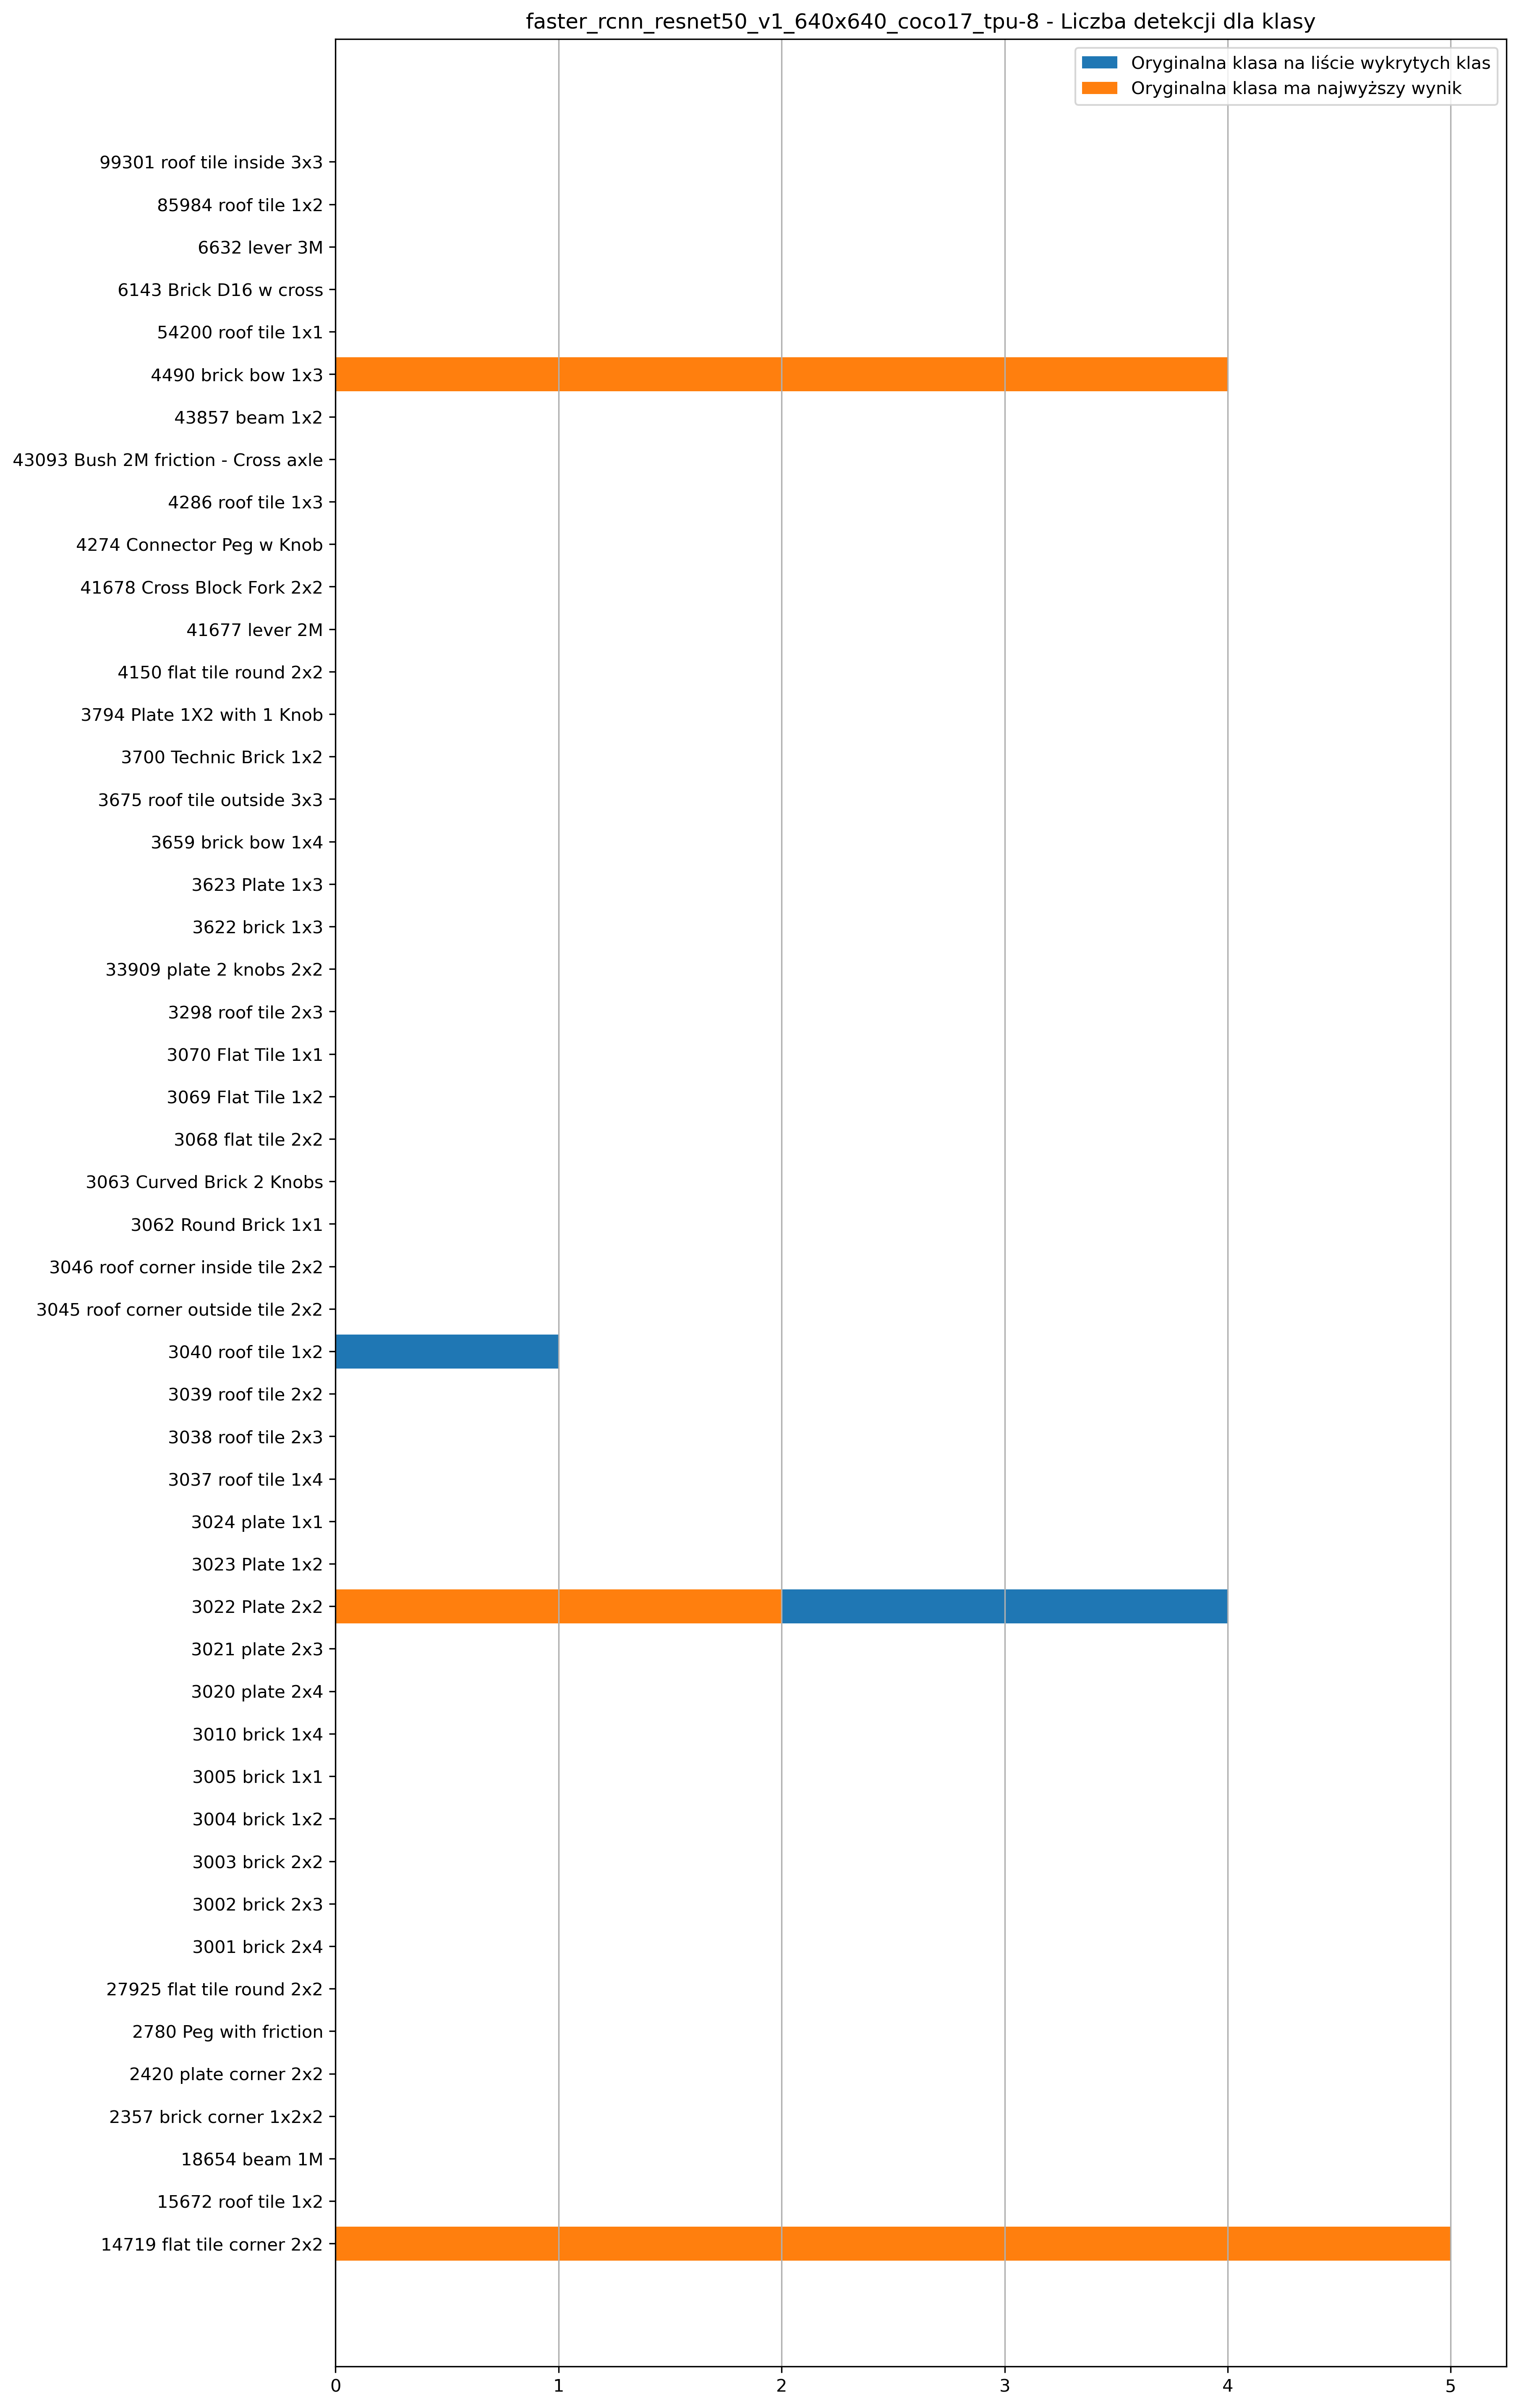 faster_rcnn_resnet50_v1_640x640_coco17_tpu-8 - Liczba detekcji dla klasy
Oryginalna klasa na liście wykrytych klas
Oryginalna klasa ma najwyższy wynik
99301 roof tile inside 3x3
85984 roof tile 1x2
6632 lever 3M
6143 Brick D16 w cross
54200 roof tile 1x1
4490 brick bow 1x3
43857 beam 1x2
43093 Bush 2M friction - Cross axle
4286 roof tile 1x3
4274 Connector Peg w Knob
41678 Cross Block Fork 2x2
41677 lever 2M
4150 flat tile round 2x2
3794 Plate 1X2 with 1 Knob
3700 Technic Brick 1x2
3675 roof tile outside 3x3
3659 brick bow 1x4
3623 Plate 1x3
3622 brick 1x3
33909 plate 2 knobs 2x2
3298 roof tile 2x3
3070 Flat Tile 1x1
3069 Flat Tile 1x2
3068 flat tile 2x2
3063 Curved Brick 2 Knobs
3062 Round Brick 1x1
3046 roof corner inside tile 2x2
3045 roof corner outside tile 2x2
3040 roof tile 1x2
3039 roof tile 2x2
3038 roof tile 2x3
3037 roof tile 1x4
3024 plate 1x1
3023 Plate 1x2
3022 Plate 2x2
3021 plate 2x3
3020 plate 2x4
3010 brick 1x4
3005 brick 1x1
3004 brick 1x2
3003 brick 2x2
3002 brick 2x3
3001 brick 2x4
27925 flat tile round 2x2
2780 Peg with friction
2420 plate corner 2x2
2357 brick corner 1x2x2
18654 beam 1M
15672 roof tile 1x2
14719 flat tile corner 2x2
0 1 2 3 4 5